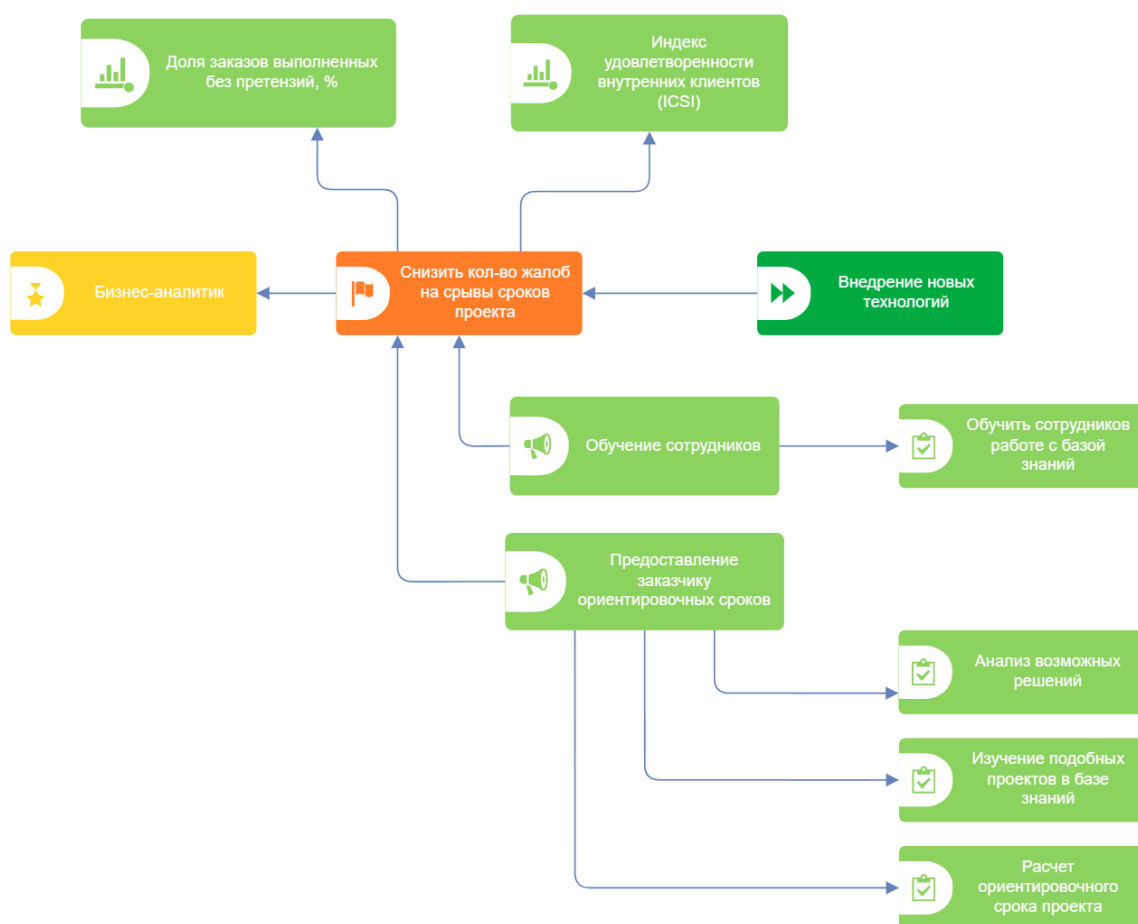 Доля заказов выполненных
без претензий, %
Индекс
удовлетворенности
внутренних клиентов
(ICSI)
Бизнес-аналитик
Снизить кол-во жалоб
на срывы сроков
проекта
Внедрение новых
технологий
Обучение сотрудников
Обучить сотрудников
работе с базой
знаний
Предоставление
заказчику
ориентировочных сроков
Анализ возможных
решений
Изучение подобных
проектов в базе
знаний
Расчет
ориентировочного
срока проекта